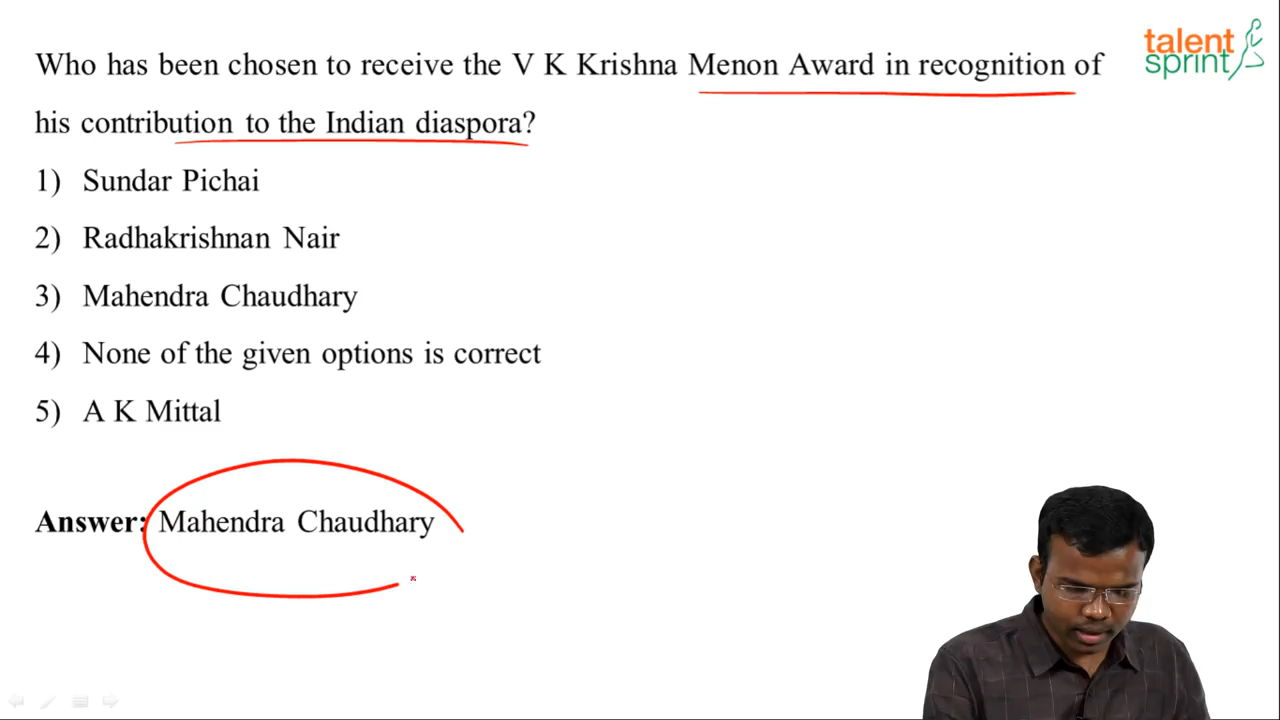 Who has been chosen to receive the V K Krishna Menon Award in recognition of
his contribution to the Indian diaspora?
1) Sundar Pichai
2) Radhakrishnan Nair
3) Mahendra Chaudhary
4) None of the given options is correct
5) A K Mittal
Answer: Mahendra Chaudhary
talent
sprint